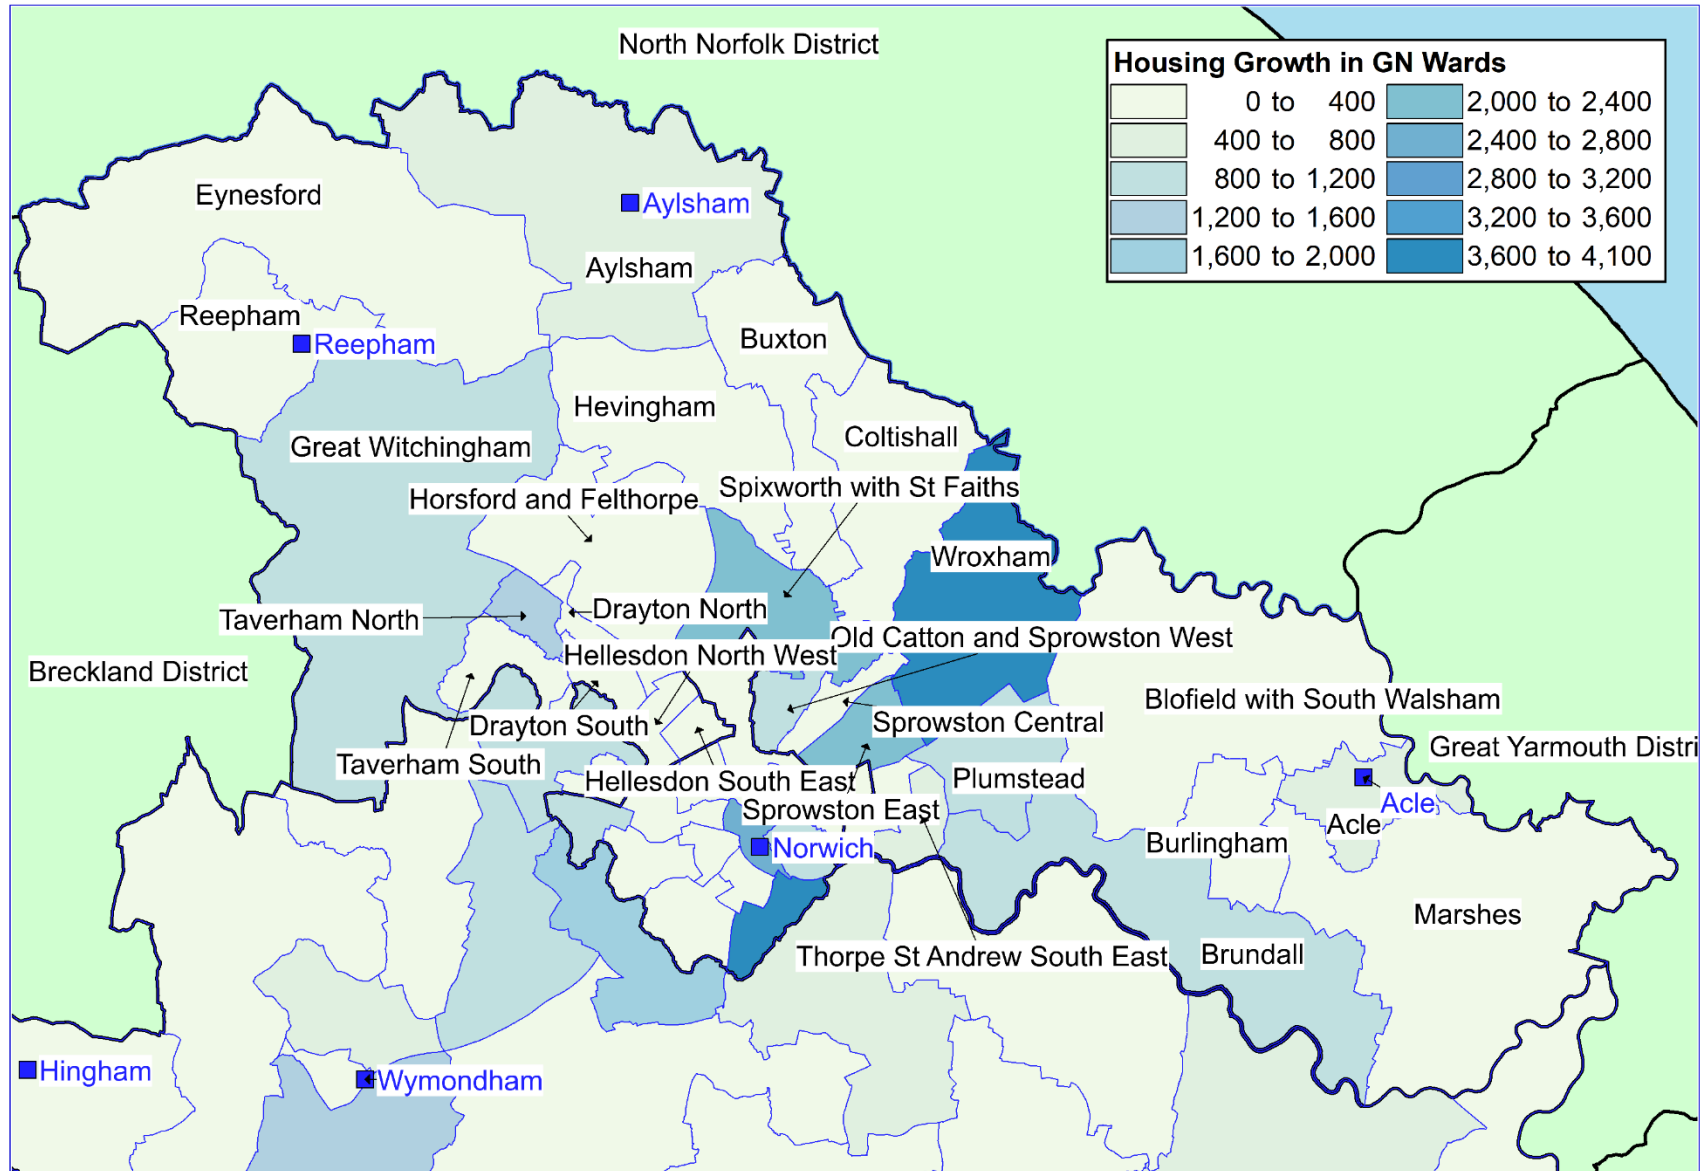 North Norfolk District
Housing Growth in GN Wards
0 to 400
400 to 800
800 to 1,200
1,200 to 1,600
1,600 to 2,000
2,000 to 2,400
2,400 to 2,800
2,800 to 3,200
3,200 to 3,600
3,600 to 4,100
Eynesford
Aylsham
Aylsham
Reepham
Reepham
Buxton
Hevingham
Great Witchingham
Coltishall
Horsford and Felthorpe
Spixworth with St Faiths
Wroxham
Taverham North
Drayton North
Old Catton and Sprowston West
Hellesdon North West
Breckland District
Blofield with South Walsham
Drayton South
Sprowston Central
Great Yarmouth Distri
Taverham South
Hellesdon South East
Plumstead
Sprowston East
Acle
Acle
Norwich
Burlingham
Marshes
Thorpe St Andrew South East
Brundall
Hingham
Wymondham